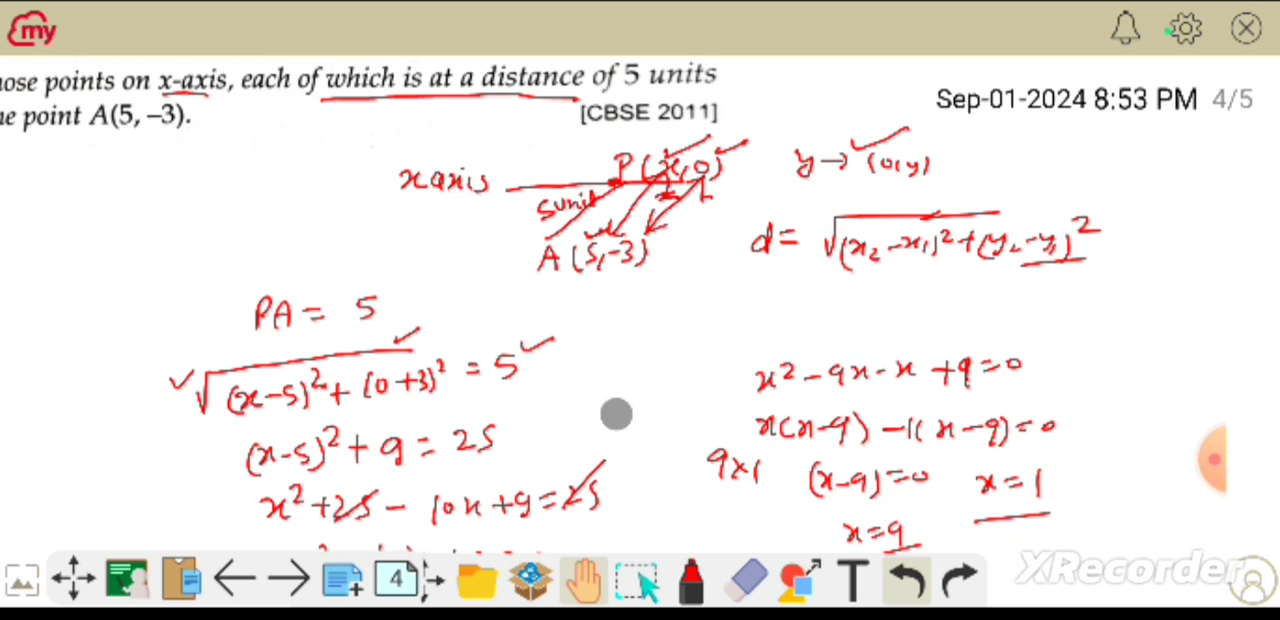 my
ose points on x-axis, each of which is at a distance of 5 units
e point A(5, –3).
[CBSE 2011]
Sep-01-2024 8:53 PM 4/5
x axis
P (x, 0)
y → (0, y)
5 unit
A (5, -3)
d = √(x₂ - x₁)² + (y₂ - y₁)²
PA = 5
√(x-5)² + (0+3)² = 5
(x-5)² + 9 = 25
x² + 25 - 10x + 9 = 25
x² - 9x - x + 9 = 0
x(x-9) -1(x-9) = 0
9x1
(x-9) = 0
x = 1
x = 9
4
T
XRecorder